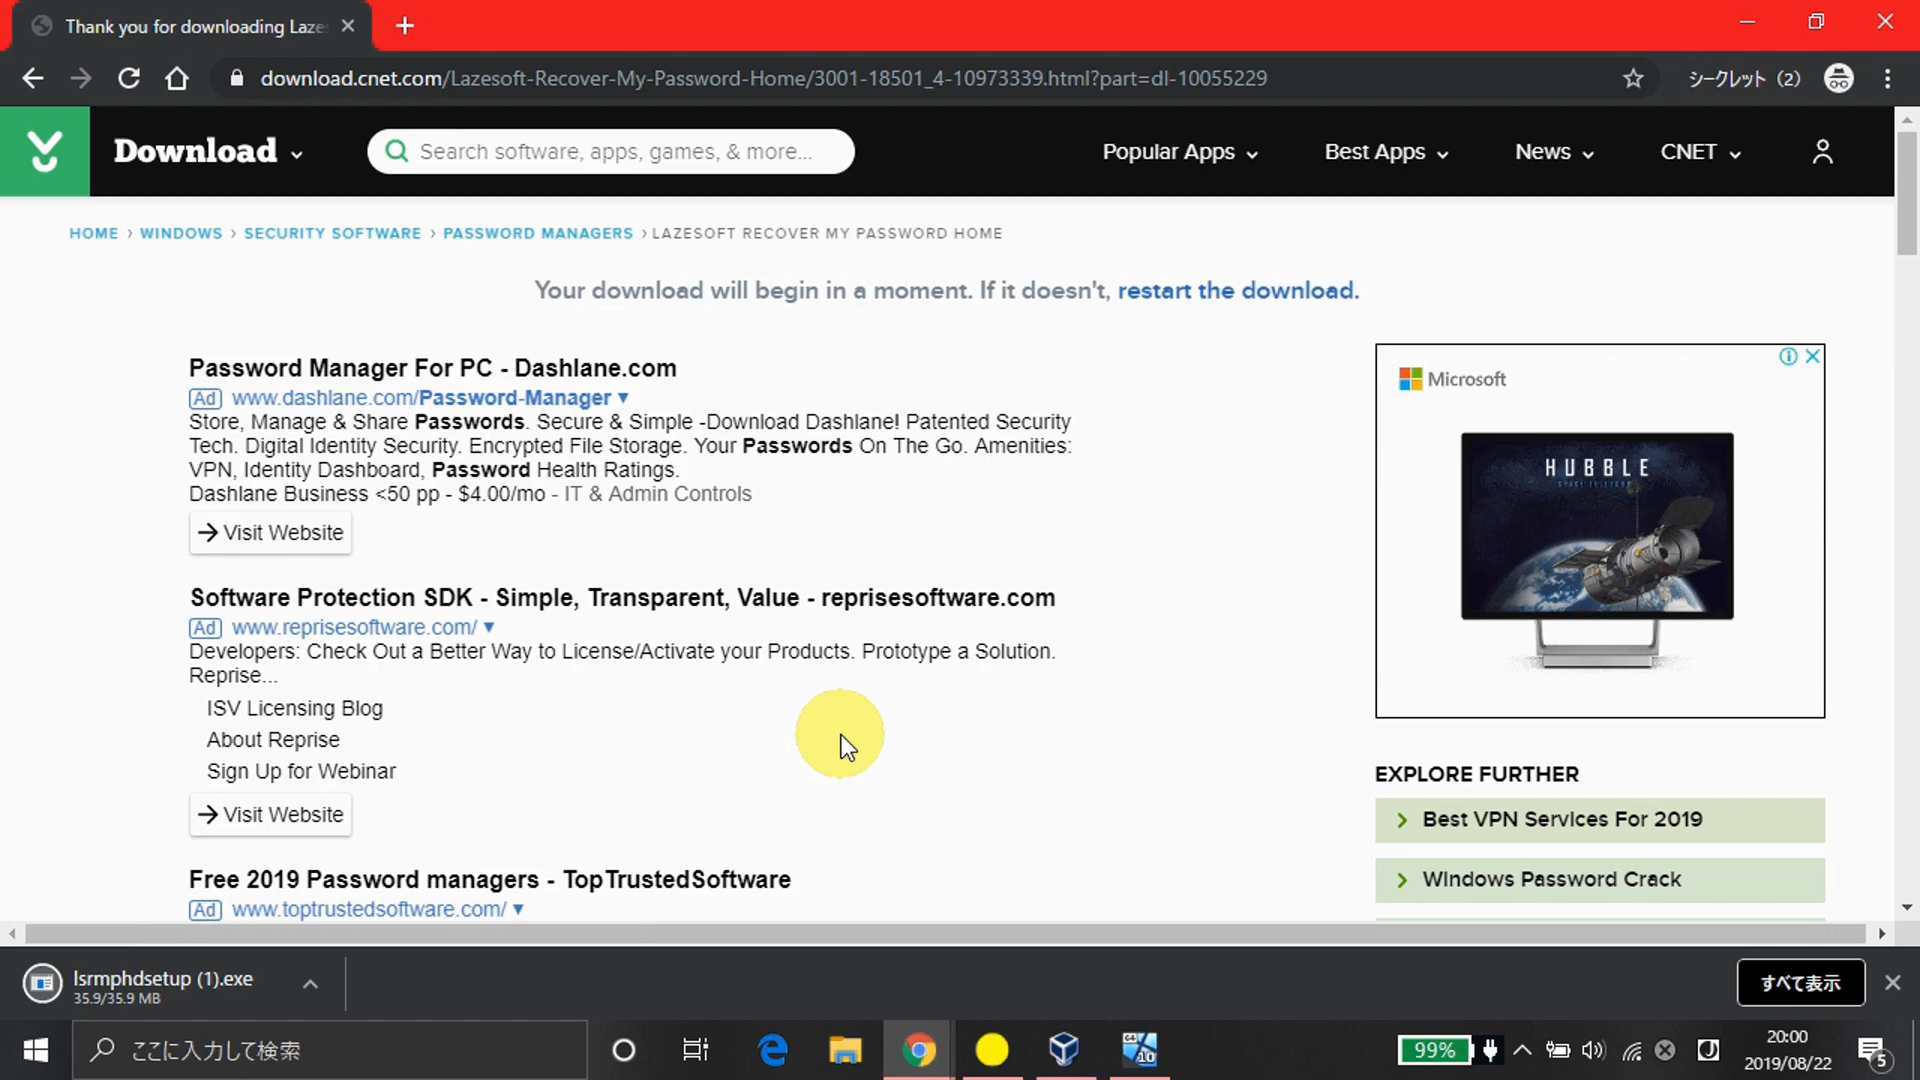 Thank you for downloading Laze
シークレット (2)
download.cnet.com/Lazesoft-Recover-My-Password-Home/3001-18501_4-10973339.html?part=dl-10055229
Download
Search software, apps, games, & more...
Popular Apps
Best Apps
News
CNET
HOME › WINDOWS › SECURITY SOFTWARE › PASSWORD MANAGERS › LAZESOFT RECOVER MY PASSWORD HOME
Your download will begin in a moment. If it doesn't, restart the download.
Password Manager For PC - Dashlane.com
Ad www.dashlane.com/Password-Manager ▼
Store, Manage & Share Passwords. Secure & Simple -Download Dashlane! Patented Security
Tech. Digital Identity Security. Encrypted File Storage. Your Passwords On The Go. Amenities:
VPN, Identity Dashboard, Password Health Ratings.
Dashlane Business <50 pp - $4.00/mo - IT & Admin Controls
→ Visit Website
Software Protection SDK - Simple, Transparent, Value - reprisesoftware.com
Ad www.reprisesoftware.com/ ▼
Developers: Check Out a Better Way to License/Activate your Products. Prototype a Solution.
Reprise...
ISV Licensing Blog
About Reprise
Sign Up for Webinar
→ Visit Website
Free 2019 Password managers - TopTrustedSoftware
Ad www.toptrustedsoftware.com/ ▼
Microsoft
HUBBLE
EXPLORE FURTHER
Best VPN Services For 2019
Windows Password Crack
lsrmphdsetup (1).exe
35.9/35.9 MB
すべて表示
ここに入力して検索
64
10
99%
20:00
2019/08/22
5